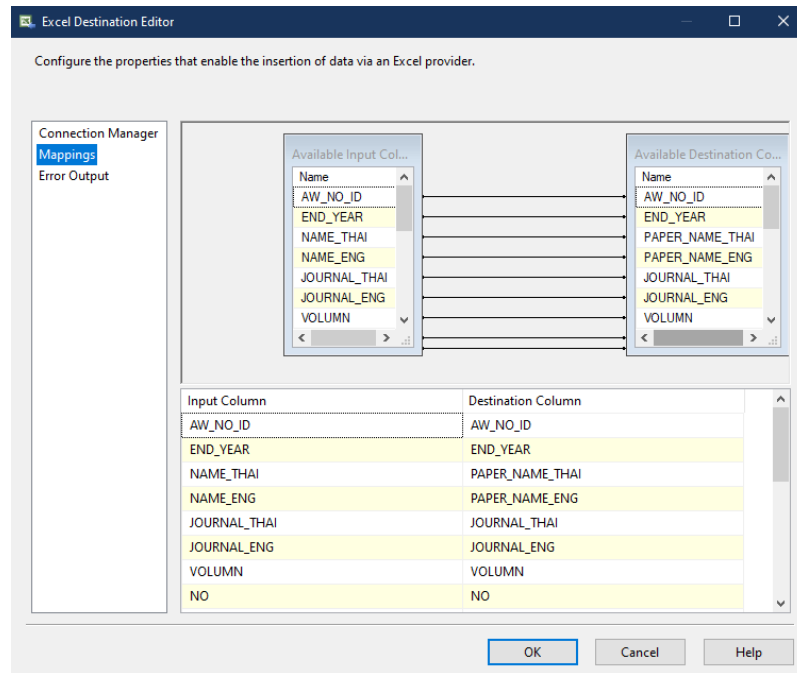 Excel Destination Editor
Configure the properties that enable the insertion of data via an Excel provider.
Connection Manager
Mappings
Error Output
Available Input Col...
Name
AW_NO_ID
END_YEAR
NAME_THAI
NAME_ENG
JOURNAL_THAI
JOURNAL_ENG
VOLUMN
Available Destination Co...
Name
AW_NO_ID
END_YEAR
PAPER_NAME_THAI
PAPER_NAME_ENG
JOURNAL_THAI
JOURNAL_ENG
VOLUMN
Input Column Destination Column
AW_NO_ID AW_NO_ID
END_YEAR END_YEAR
NAME_THAI PAPER_NAME_THAI
NAME_ENG PAPER_NAME_ENG
JOURNAL_THAI JOURNAL_THAI
JOURNAL_ENG JOURNAL_ENG
VOLUMN VOLUMN
NO NO
OK Cancel Help